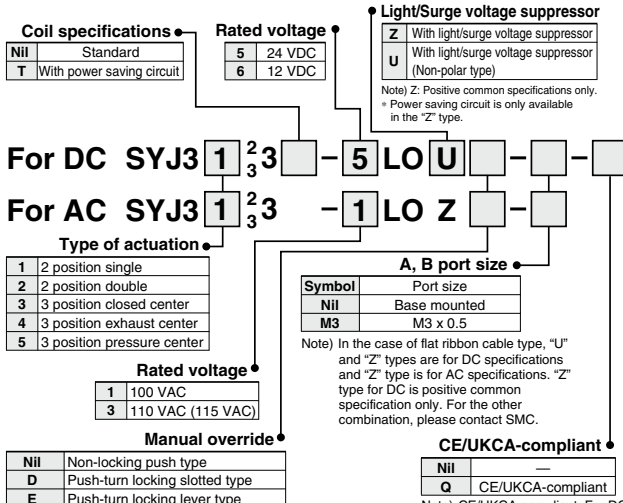 Light/Surge voltage suppressor
Z With light/surge voltage suppressor
U With light/surge voltage suppressor (Non-polar type)
Note) Z: Positive common specifications only.
* Power saving circuit is only available
in the "Z" type.
Coil specifications
Nil Standard
T With power saving circuit
Rated voltage
5 24 VDC
6 12 VDC
For DC SYJ3 1 2 3 3 – 5 LO U – –
For AC SYJ3 1 2 3 3 – 1 LO Z –
Type of actuation
1 2 position single
2 2 position double
3 3 position closed center
4 3 position exhaust center
5 3 position pressure center
Rated voltage
1 100 VAC
3 110 VAC (115 VAC)
Manual override
Nil Non-locking push type
D Push-turn locking slotted type
E Push-turn locking lever type
A, B port size
Symbol Port size
Nil Base mounted
M3 M3 x 0.5
Note) In the case of flat ribbon cable type, "U"
and "Z" types are for DC specifications
and "Z" type is for AC specifications. "Z"
type for DC is positive common
specification only. For the other
combination, please contact SMC.
CE/UKCA-compliant
Nil —
Q CE/UKCA-compliant